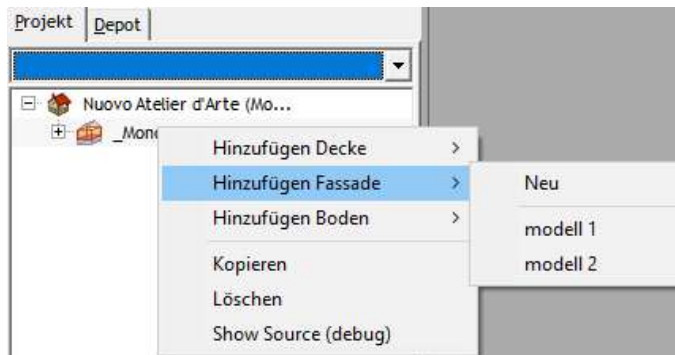 Projekt Depot
Nuovo Atelier d'Arte (Mo...
Hinzufügen Decke
Hinzufügen Fassade
Hinzufügen Boden
Kopieren
Löschen
Show Source (debug)
Neu
modell 1
modell 2